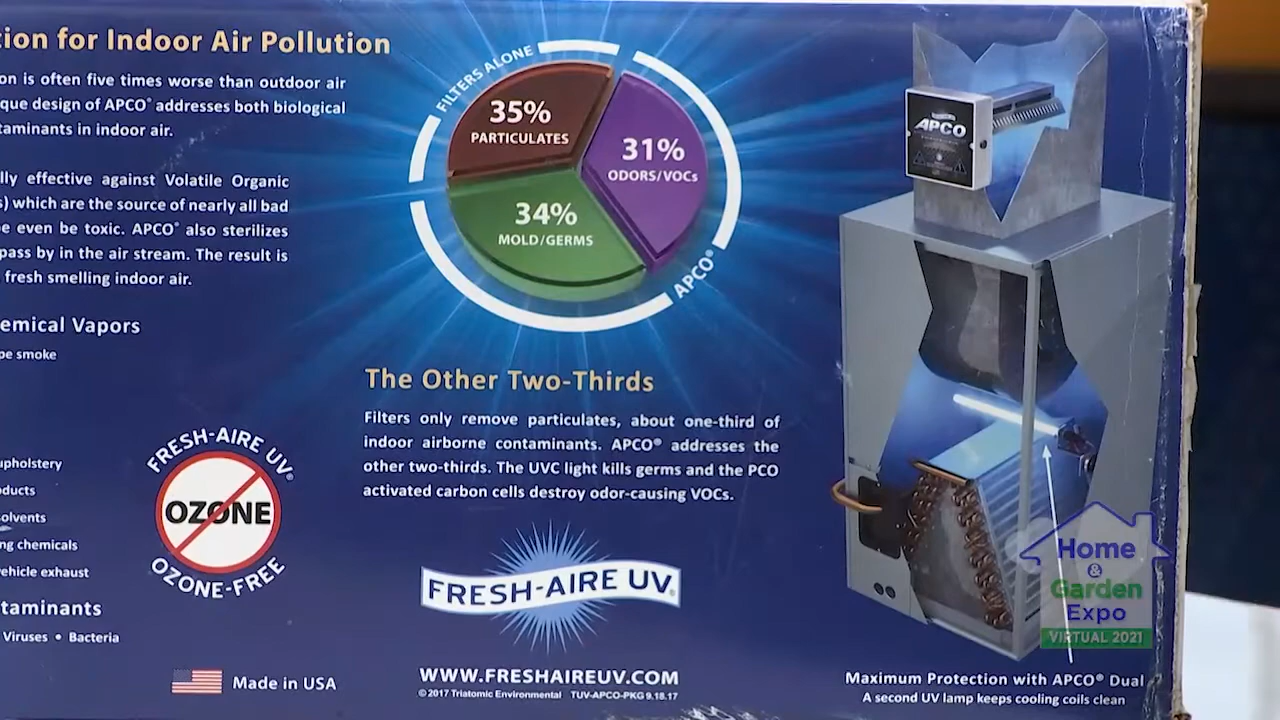 tion for Indoor Air Pollution
on is often five times worse than outdoor air
que design of APCO® addresses both biological
taminants in indoor air.
lly effective against Volatile Organic
s) which are the source of nearly all bad
e even be toxic. APCO® also sterilizes
pass by in the air stream. The result is
fresh smelling indoor air.
emical Vapors
pe smoke
upholstery
oducts
olvents
ng chemicals
ehicle exhaust
taminants
Viruses • Bacteria
FRESH-AIRE UV®
OZONE
OZONE-FREE
Made in USA
FILTERS ALONE
35%
PARTICULATES
31%
ODORS/VOCs
34%
MOLD/GERMS
APCO®
The Other Two-Thirds
Filters only remove particulates, about one-third of
indoor airborne contaminants. APCO® addresses the
other two-thirds. The UVC light kills germs and the PCO
activated carbon cells destroy odor-causing VOCs.
FRESH-AIRE UV®
WWW.FRESHAIREUV.COM
© 2017 Triatomic Environmental TUV-APCO-PKG 9.18.17
APCO
Home
&
Garden
Expo
VIRTUAL 2021
Maximum Protection with APCO® Dual
A second UV lamp keeps cooling coils clean